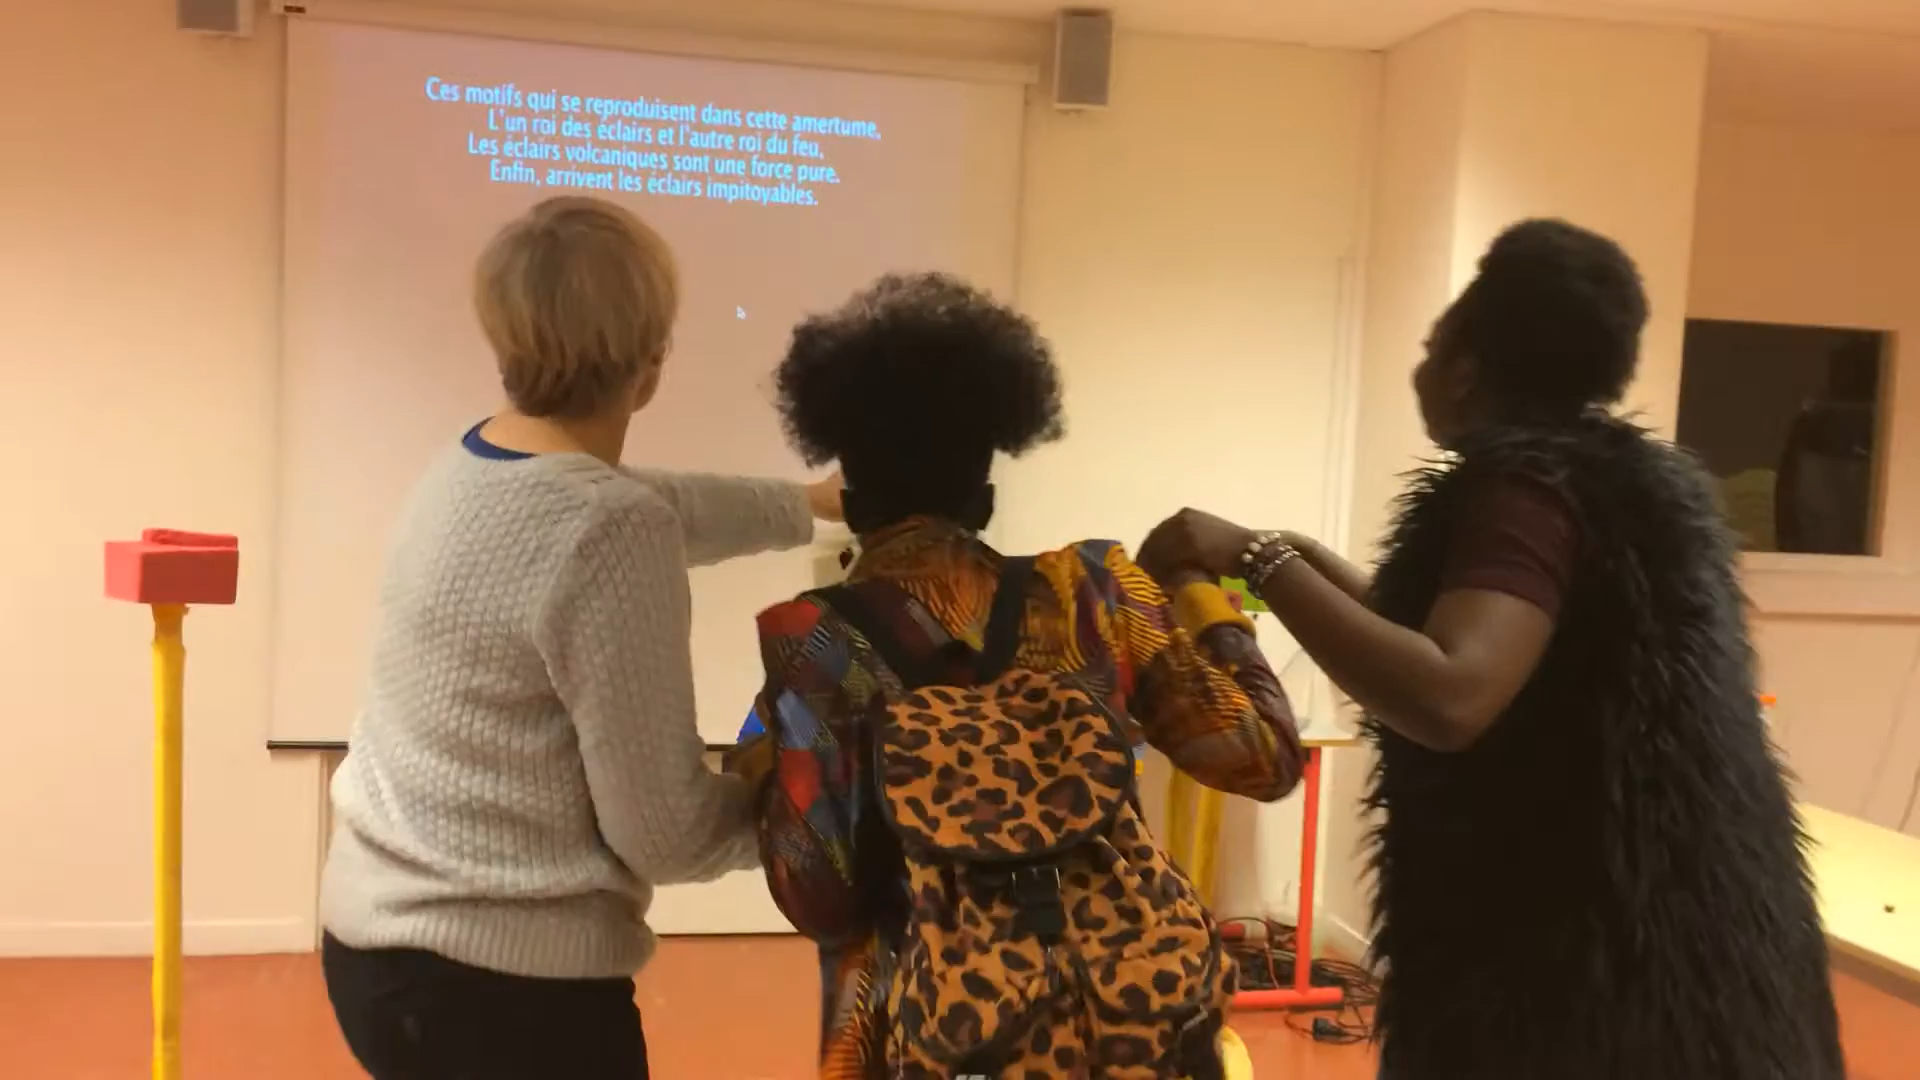 Ces motifs qui se reproduisent dans cette amertume.
L'un roi des éclairs et l'autre roi du feu.
Les éclairs volcaniques sont une force pure.
Enfin, arrivent les éclairs impitoyables.